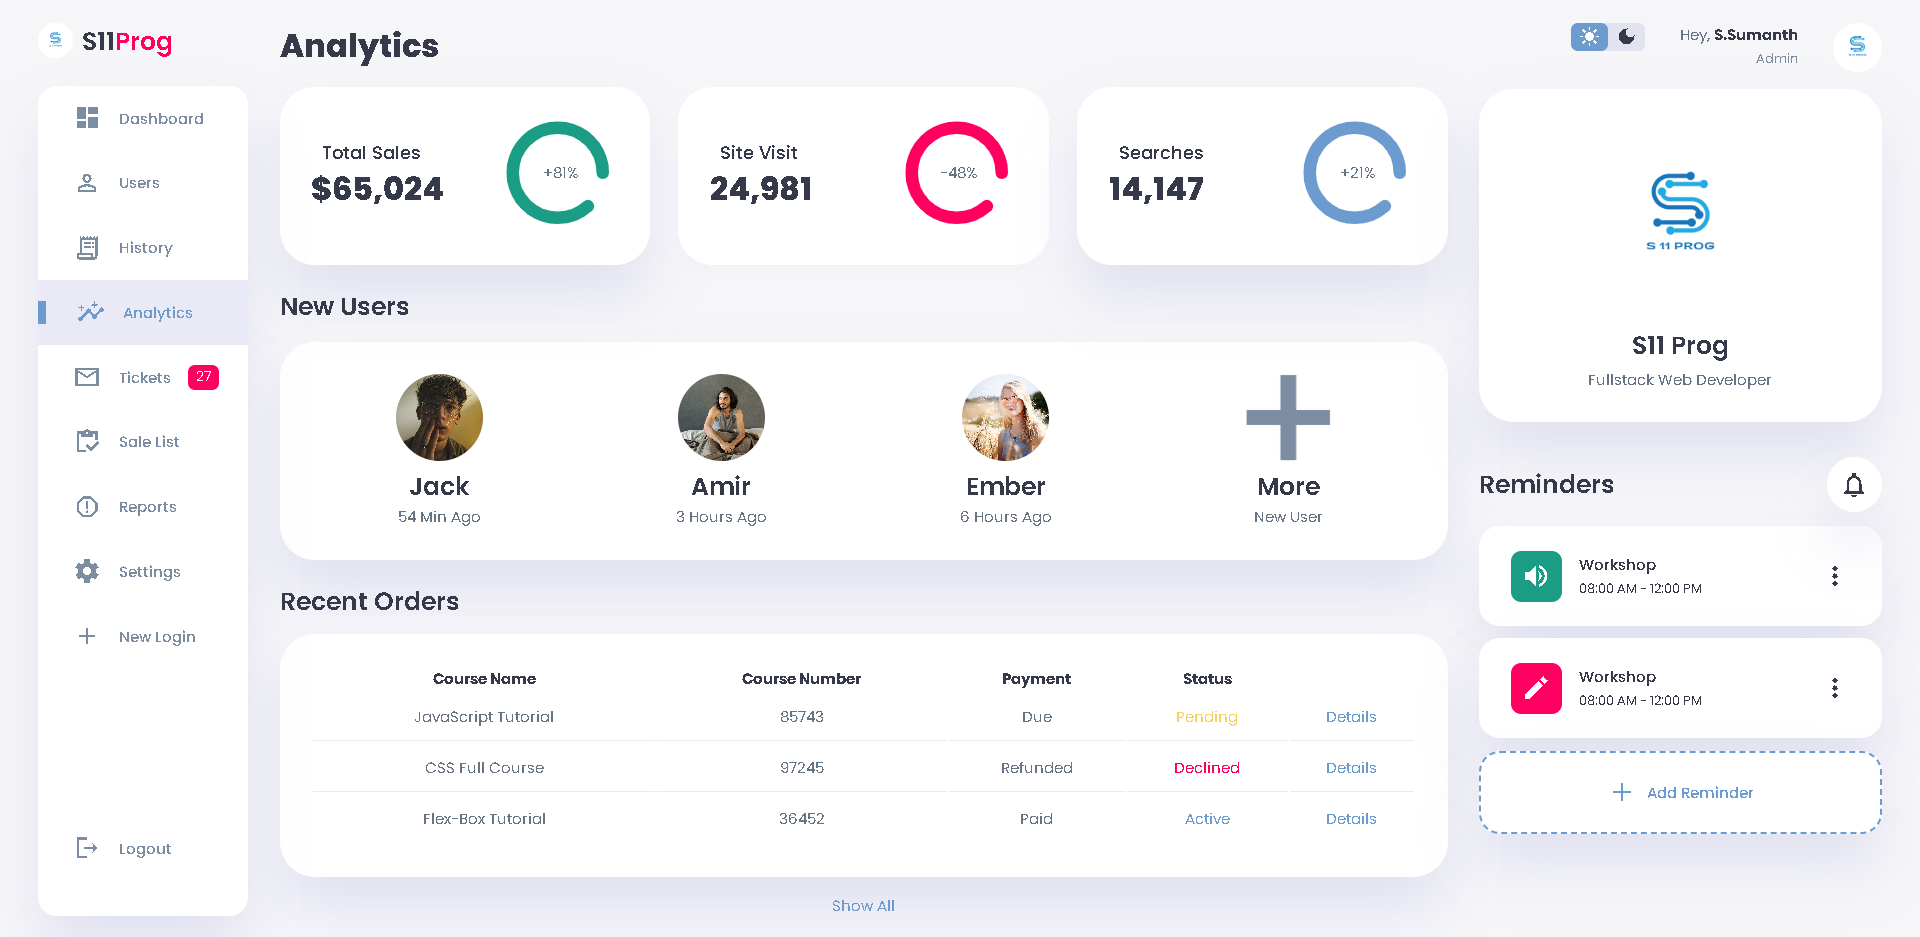 S11Prog
Dashboard
Users
History
Analytics
Tickets 27
Sale List
Reports
Settings
New Login
Logout
Analytics
Total Sales
$65,024
+81%
Site Visit
24,981
-48%
Searches
14,147
+21%
New Users
Jack
54 Min Ago
Amir
3 Hours Ago
Ember
6 Hours Ago
More
New User
Recent Orders
Course Name Course Number Payment Status
JavaScript Tutorial 85743 Due Pending Details
CSS Full Course 97245 Refunded Declined Details
Flex-Box Tutorial 36452 Paid Active Details
Show All
Hey, S.Sumanth
Admin
S 11 PROG
S11 Prog
Fullstack Web Developer
Reminders
Workshop
08:00 AM - 12:00 PM
Workshop
08:00 AM - 12:00 PM
Add Reminder